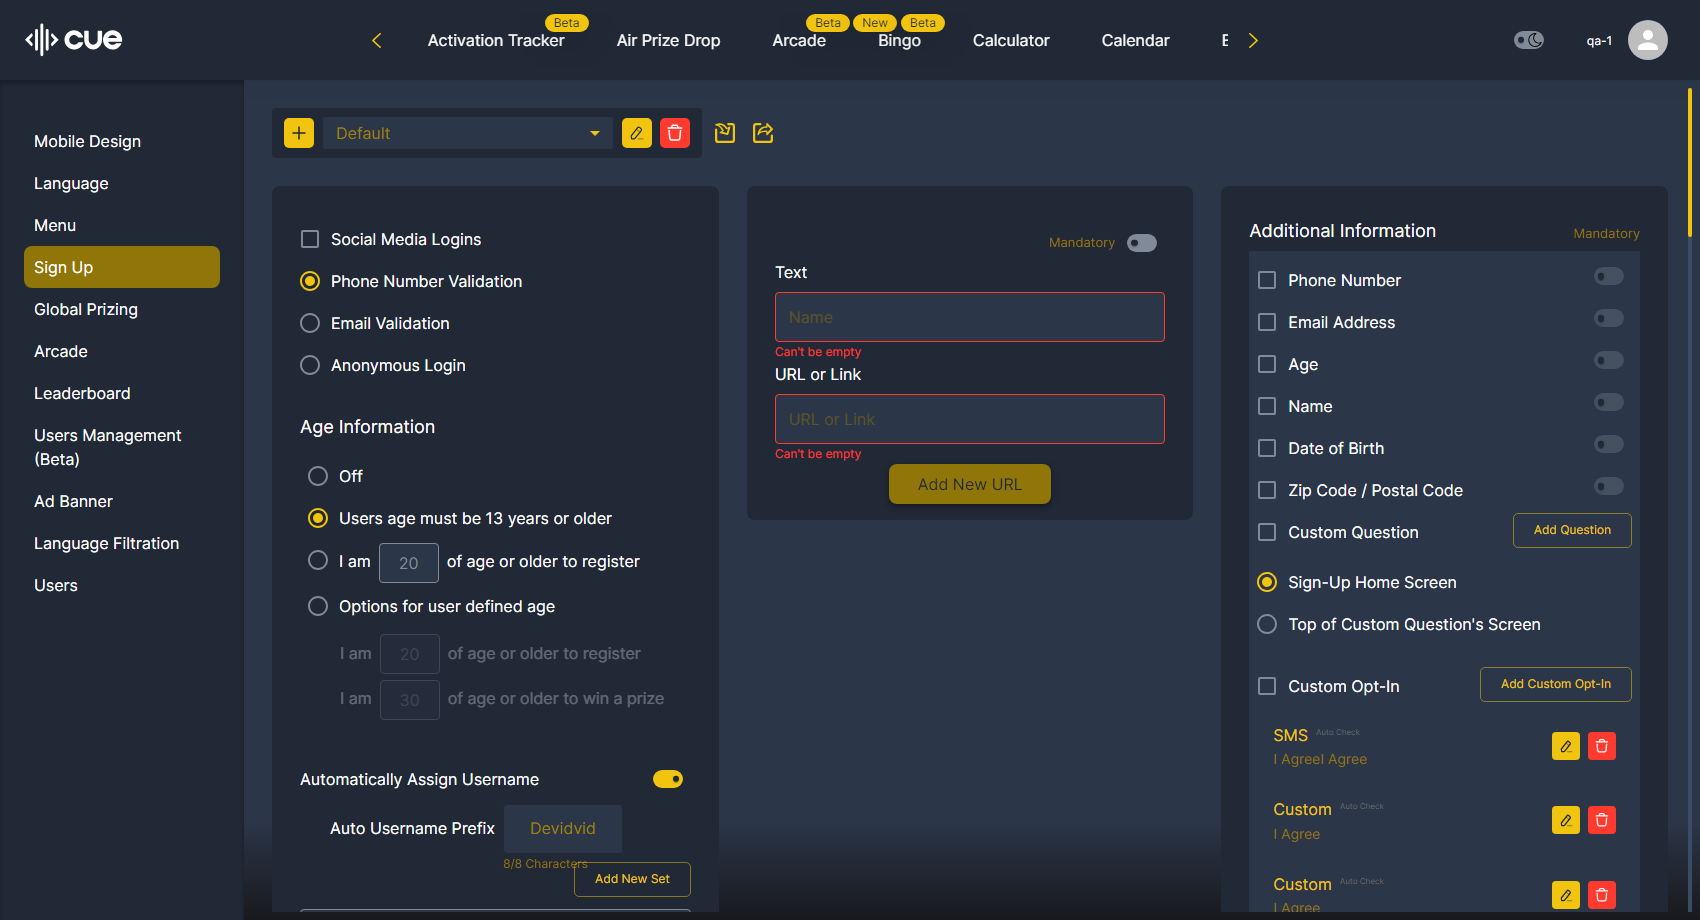 cue
Activation Tracker
Beta
Air Prize Drop
Arcade
Beta
Bingo
New
Beta
Calculator
Calendar
qa-1
Mobile Design
Language
Menu
Sign Up
Global Prizing
Arcade
Leaderboard
Users Management
(Beta)
Ad Banner
Language Filtration
Users
Default
Social Media Logins
Phone Number Validation
Email Validation
Anonymous Login
Age Information
Off
Users age must be 13 years or older
I am 20 of age or older to register
Options for user defined age
I am 20 of age or older to register
I am 30 of age or older to win a prize
Automatically Assign Username
Auto Username Prefix Devidvid
8/8 Characters
Add New Set
Mandatory
Text
Name
Can't be empty
URL or Link
URL or Link
Can't be empty
Add New URL
Additional Information Mandatory
Phone Number
Email Address
Age
Name
Date of Birth
Zip Code / Postal Code
Custom Question Add Question
Sign-Up Home Screen
Top of Custom Question's Screen
Custom Opt-In Add Custom Opt-In
SMS Auto Check
I AgreeI Agree
Custom Auto Check
I Agree
Custom Auto Check
I Agree